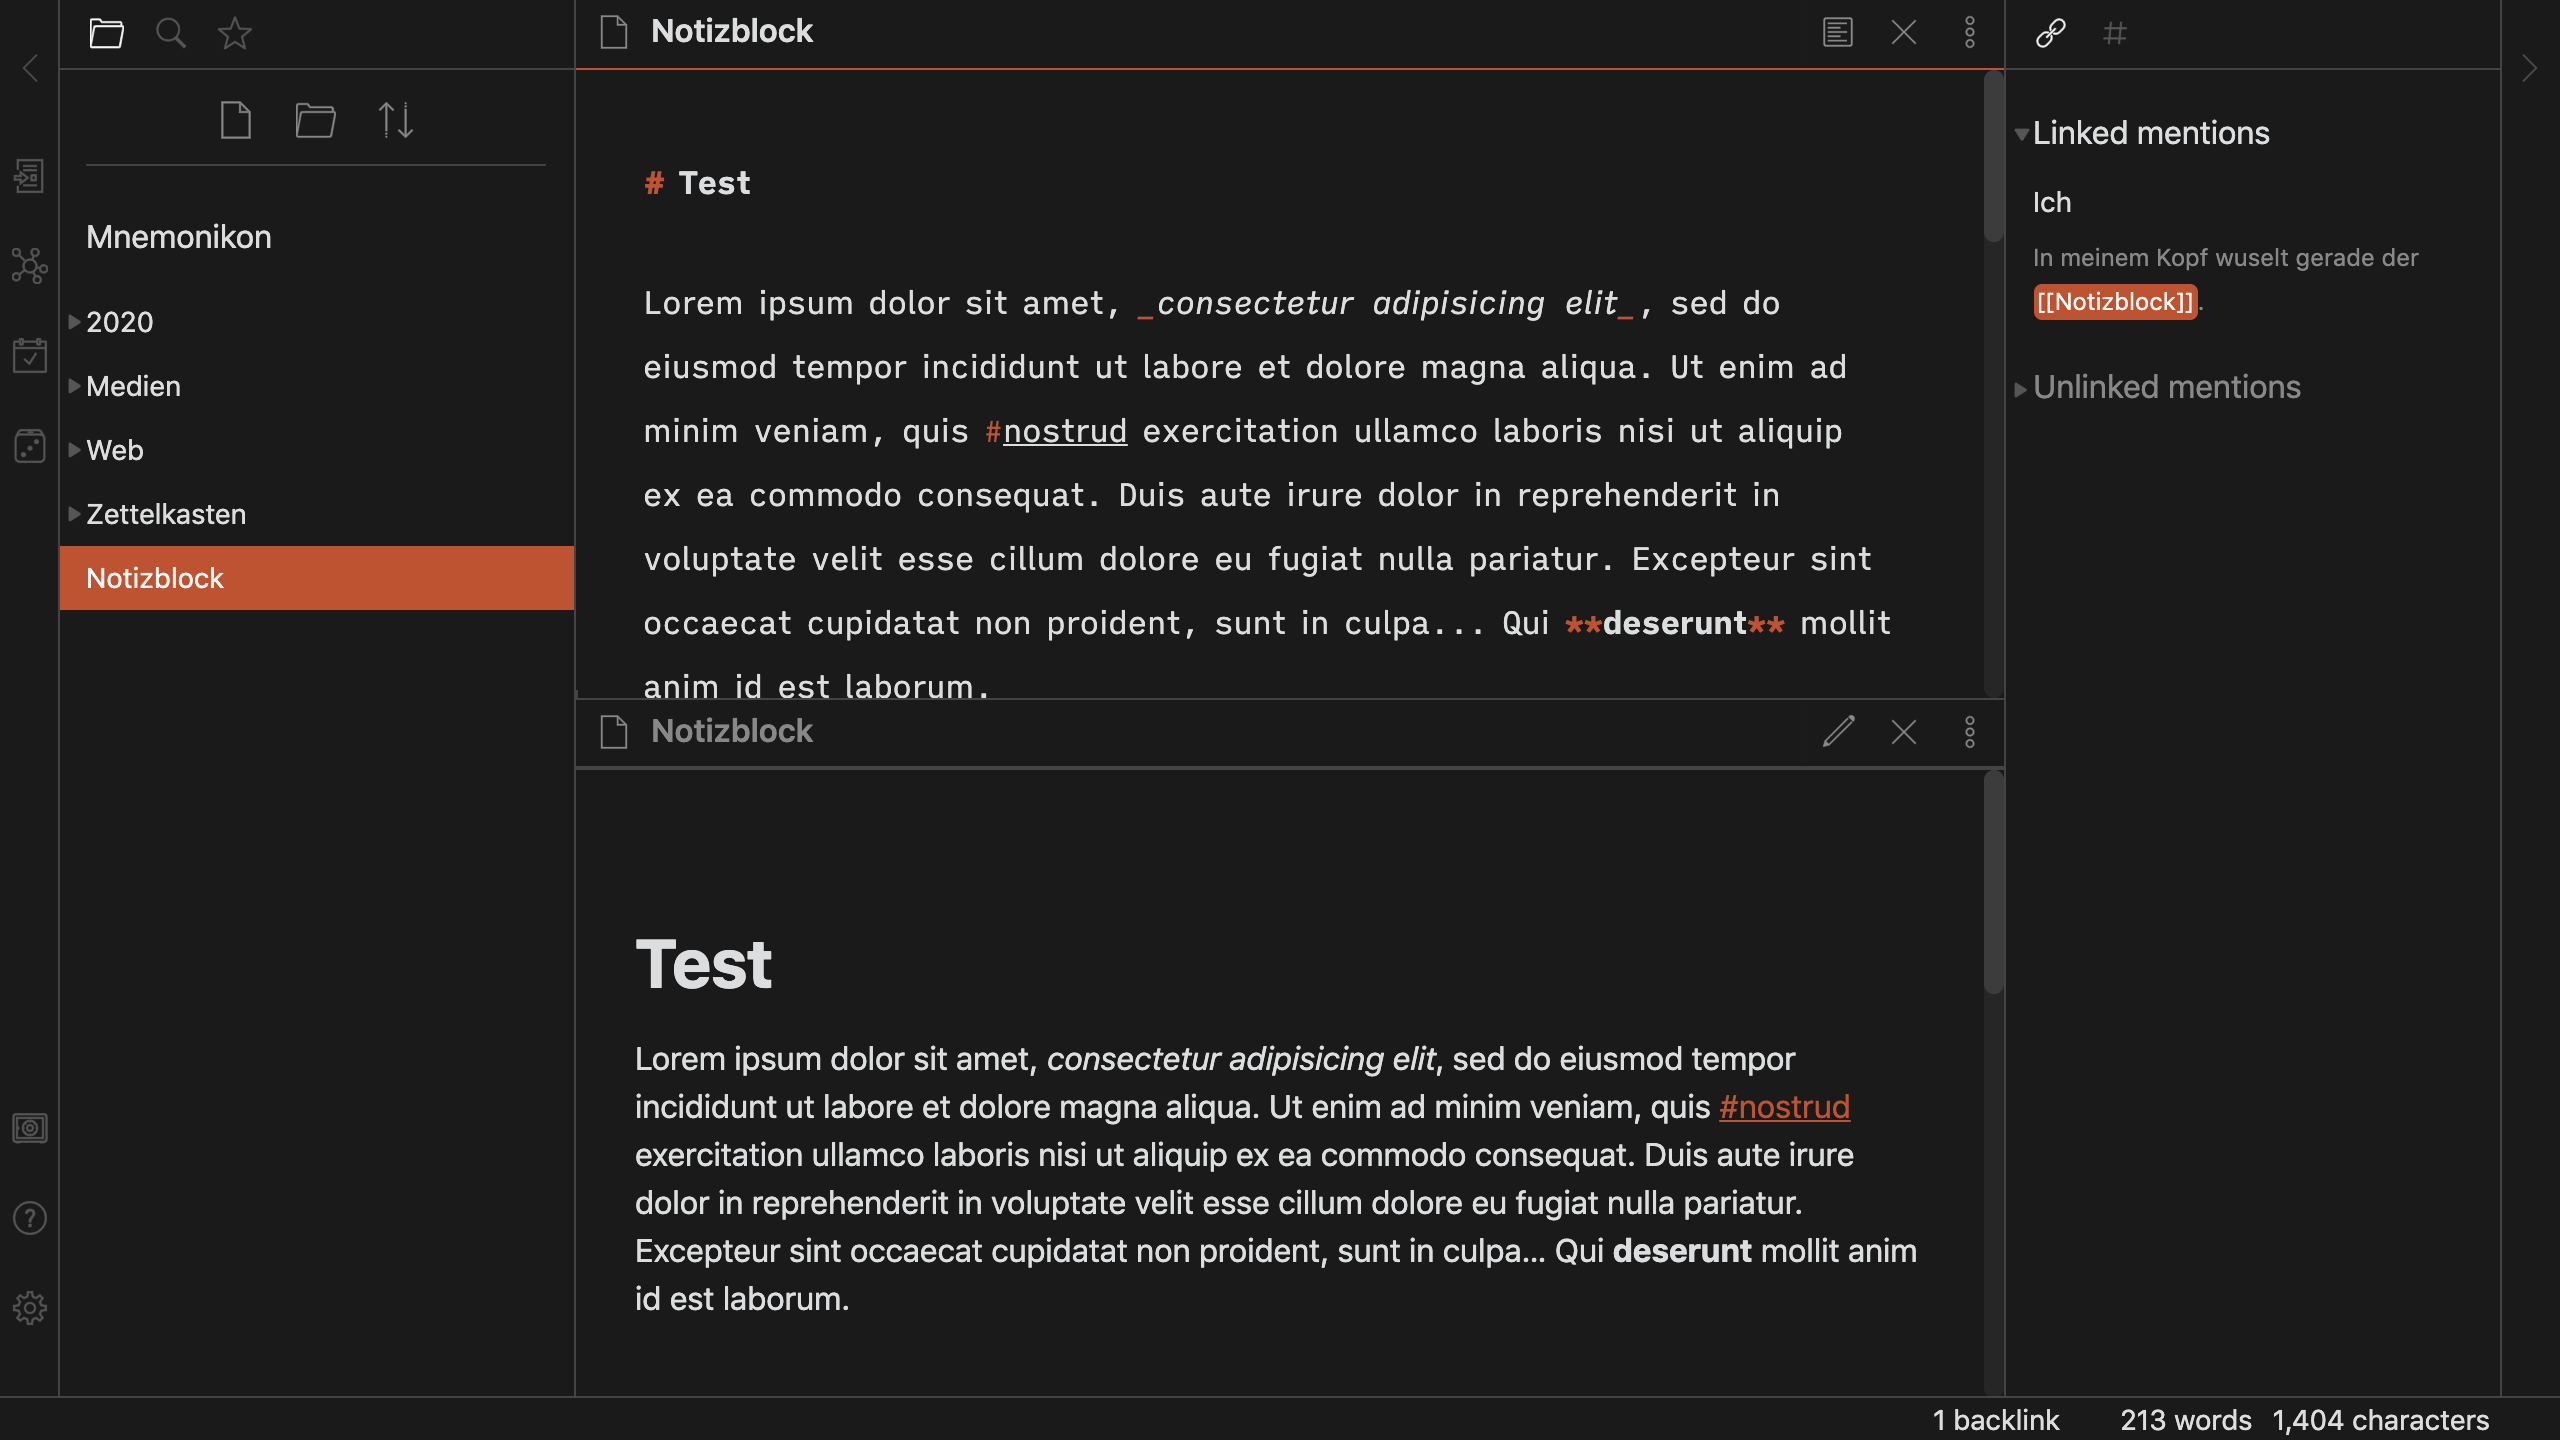 Mnemonikon
2020
Medien
Web
Zettelkasten
Notizblock
Notizblock
# Test
Lorem ipsum dolor sit amet, _consectetur adipisicing elit_, sed do
eiusmod tempor incididunt ut labore et dolore magna aliqua. Ut enim ad
minim veniam, quis #nostrud exercitation ullamco laboris nisi ut aliquip
ex ea commodo consequat. Duis aute irure dolor in reprehenderit in
voluptate velit esse cillum dolore eu fugiat nulla pariatur. Excepteur sint
occaecat cupidatat non proident, sunt in culpa... Qui **deserunt** mollit
anim id est laborum.
Notizblock
Test
Lorem ipsum dolor sit amet, consectetur adipisicing elit, sed do eiusmod tempor
incididunt ut labore et dolore magna aliqua. Ut enim ad minim veniam, quis #nostrud
exercitation ullamco laboris nisi ut aliquip ex ea commodo consequat. Duis aute irure
dolor in reprehenderit in voluptate velit esse cillum dolore eu fugiat nulla pariatur.
Excepteur sint occaecat cupidatat non proident, sunt in culpa... Qui deserunt mollit anim
id est laborum.
Linked mentions
Ich
In meinem Kopf wuselt gerade der
[[Notizblock]].
Unlinked mentions
1 backlink
213 words
1,404 characters